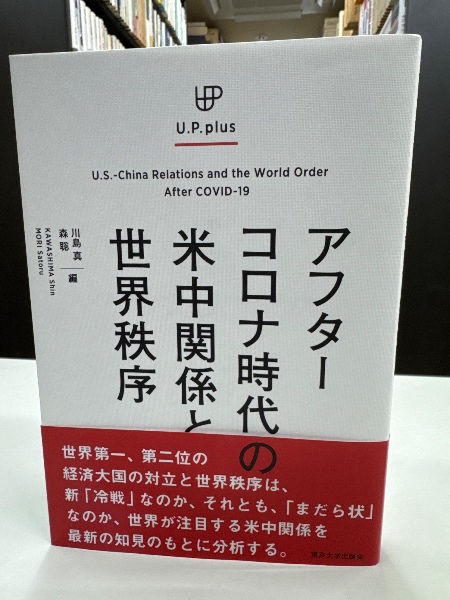 U.P.plus
U.S.-China Relations and the World Order
After COVID-19
アフター
コロナ時代の
米中関係と
世界秩序
川島 真
森 聡
編
KAWASHIMA Shin
MORI Satoru
世界第一、第二位の
経済大国の対立と世界秩序は、
新「冷戦」なのか、それとも、「まだら状」
なのか、世界が注目する米中関係を
最新の知見のもとに分析する。
東京大学出版会